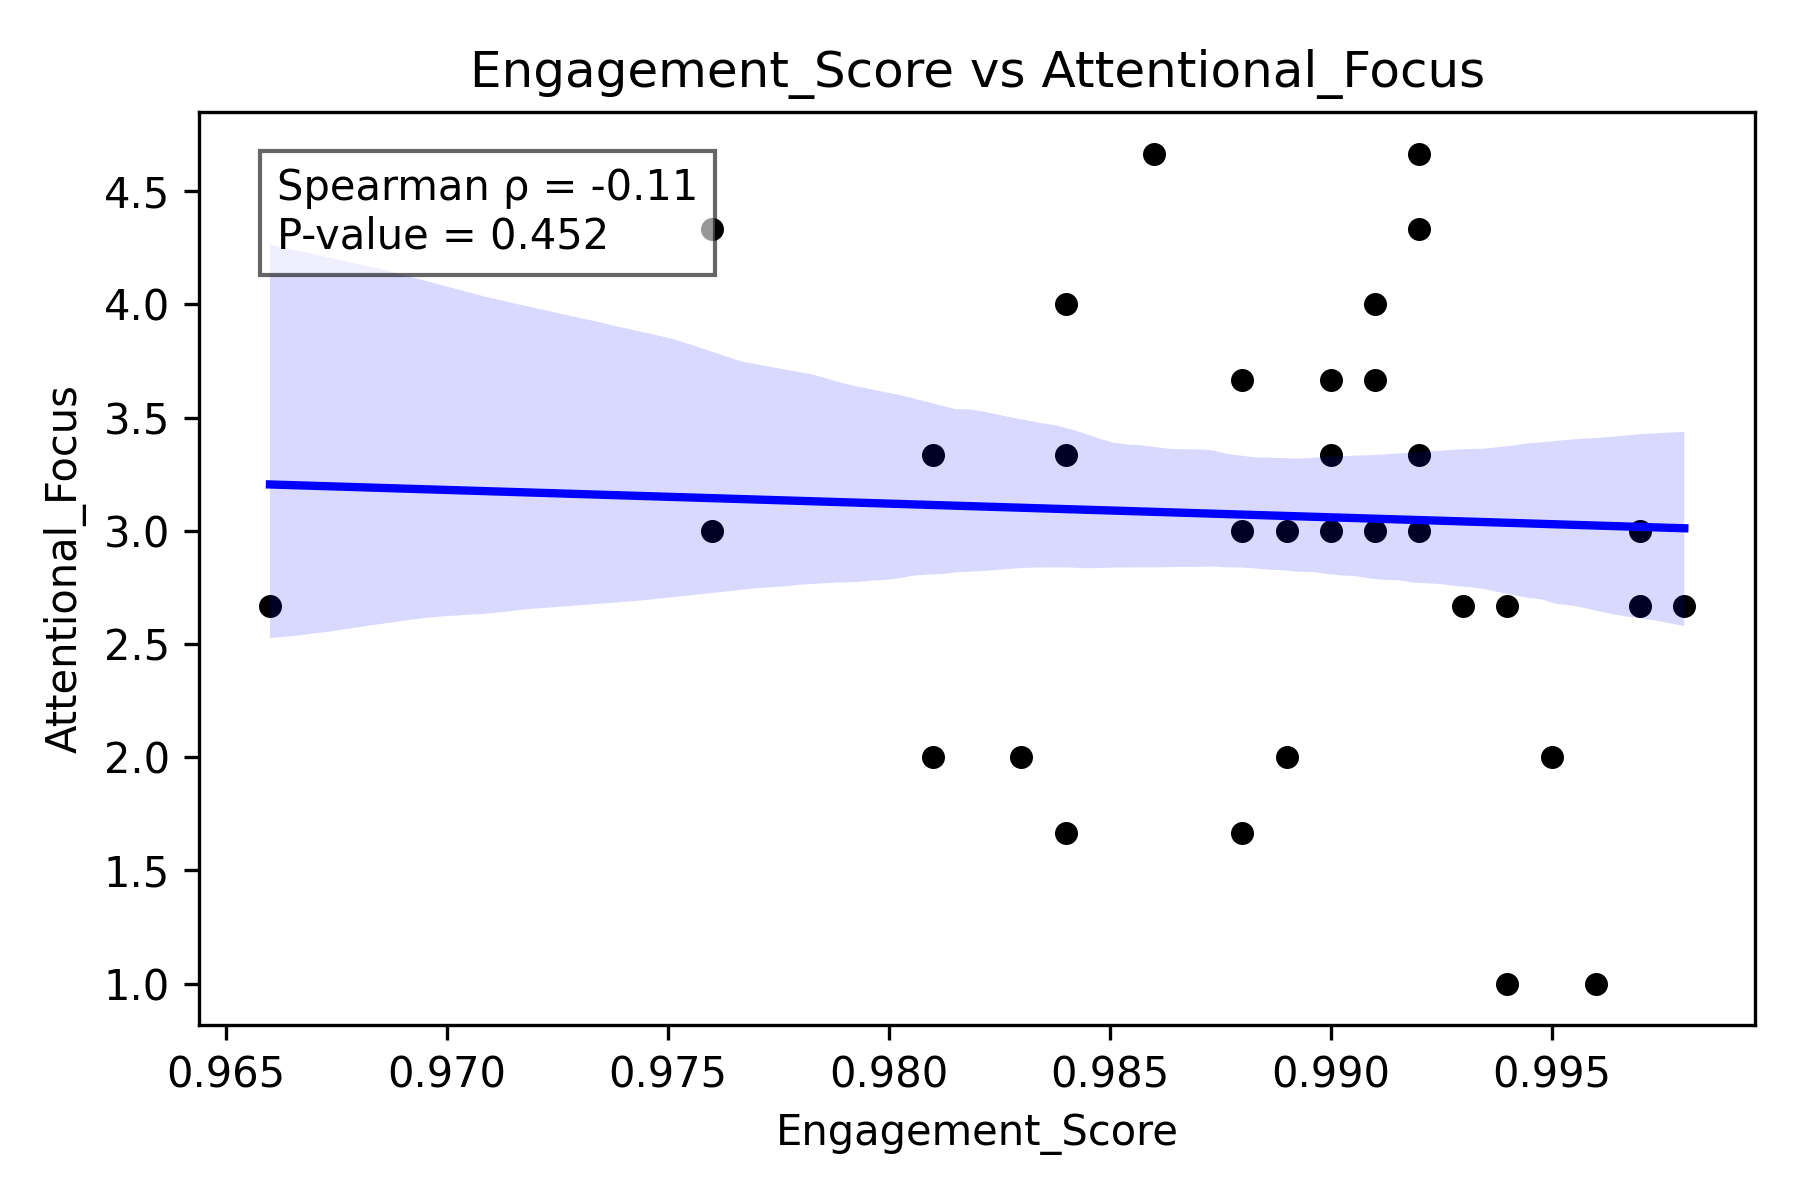 Engagement_Score vs Attentional_Focus
Spearman ρ = -0.11
P-value = 0.452
Attentional_Focus
4.5
4.0
3.5
3.0
2.5
2.0
1.5
1.0
0.965 0.970 0.975 0.980 0.985 0.990 0.995
Engagement_Score